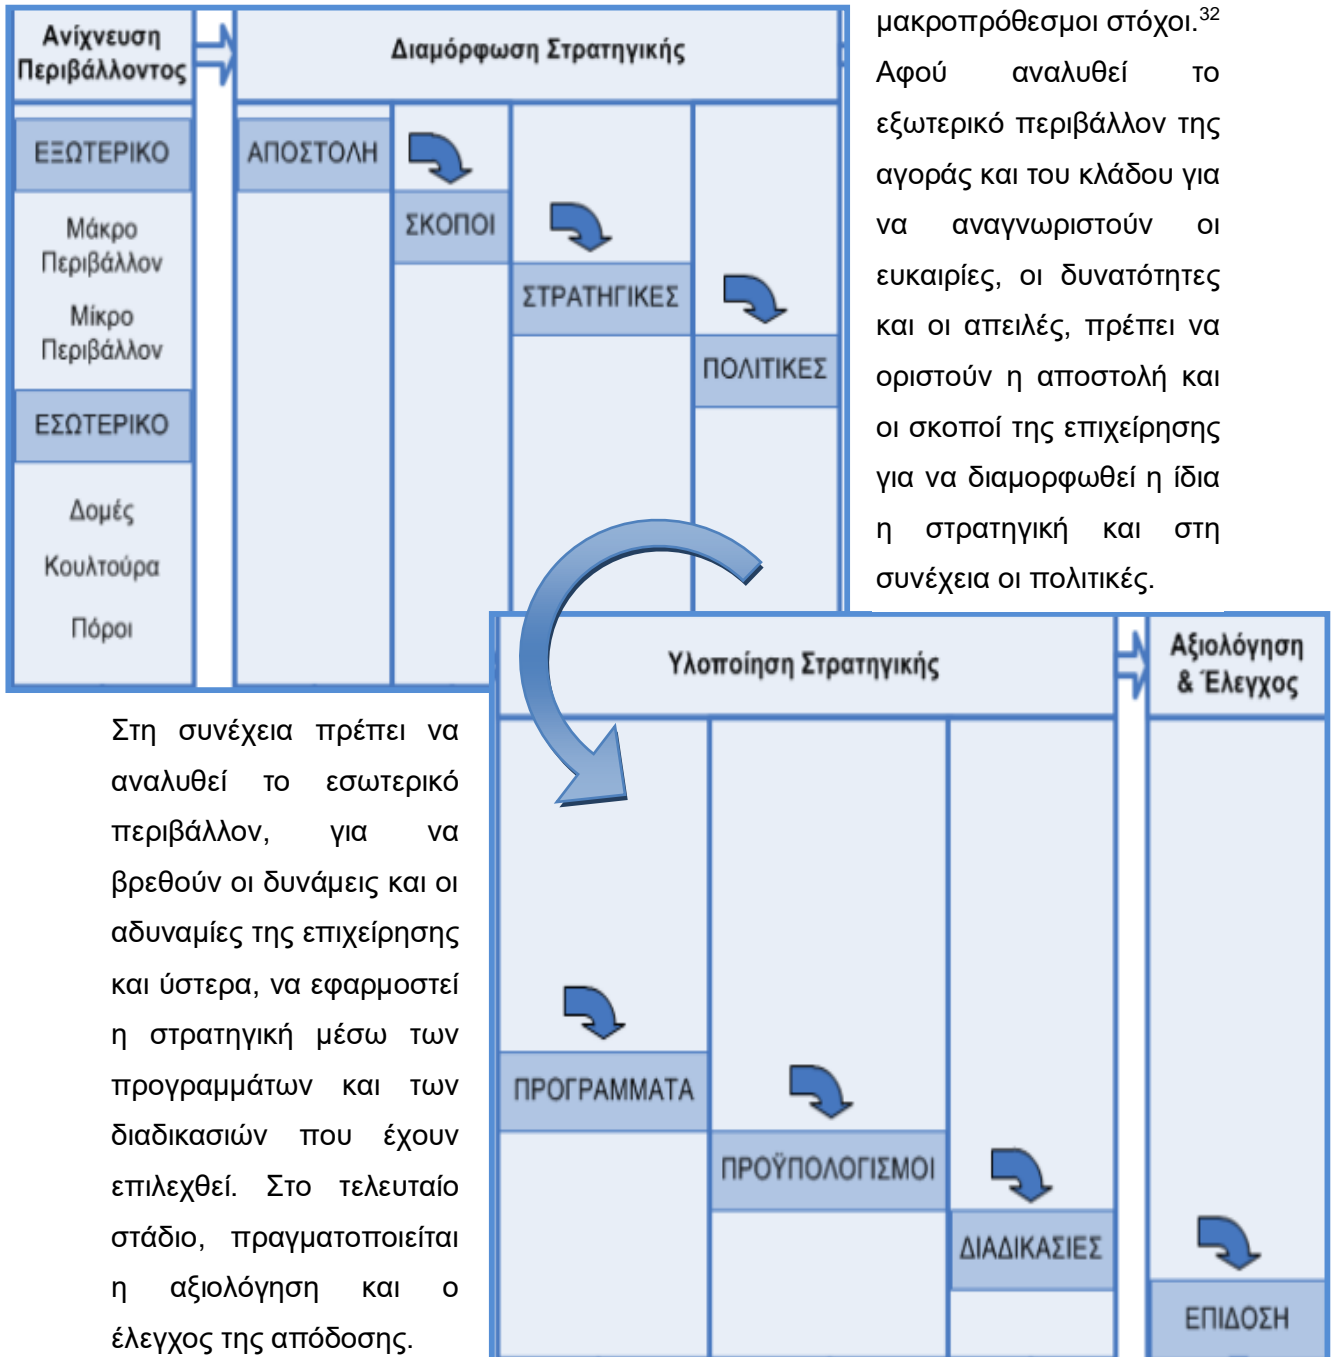 Ανίχνευση
Περιβάλλοντος
Διαμόρφωση Στρατηγικής
ΕΞΩΤΕΡΙΚΟ
Μάκρο
Περιβάλλον
Μίκρο
Περιβάλλον
ΕΣΩΤΕΡΙΚΟ
Δομές
Κουλτούρα
Πόροι
ΑΠΟΣΤΟΛΗ
ΣΚΟΠΟΙ
ΣΤΡΑΤΗΓΙΚΕΣ
ΠΟΛΙΤΙΚΕΣ
μακροπρόθεσμοι στόχοι.³²
Αφού αναλυθεί το
εξωτερικό περιβάλλον της
αγοράς και του κλάδου για
να αναγνωριστούν οι
ευκαιρίες, οι δυνατότητες
και οι απειλές, πρέπει να
οριστούν η αποστολή και
οι σκοποί της επιχείρησης
για να διαμορφωθεί η ίδια
η στρατηγική και στη
συνέχεια οι πολιτικές.
Στη συνέχεια πρέπει να
αναλυθεί το εσωτερικό
περιβάλλον, για να
βρεθούν οι δυνάμεις και οι
αδυναμίες της επιχείρησης
και ύστερα, να εφαρμοστεί
η στρατηγική μέσω των
προγραμμάτων και των
διαδικασιών που έχουν
επιλεχθεί. Στο τελευταίο
στάδιο, πραγματοποιείται
η αξιολόγηση και ο
έλεγχος της απόδοσης.
Υλοποίηση Στρατηγικής
Αξιολόγηση
& Έλεγχος
ΠΡΟΓΡΑΜΜΑΤΑ
ΠΡΟΫΠΟΛΟΓΙΣΜΟΙ
ΔΙΑΔΙΚΑΣΙΕΣ
ΕΠΙΔΟΣΗ